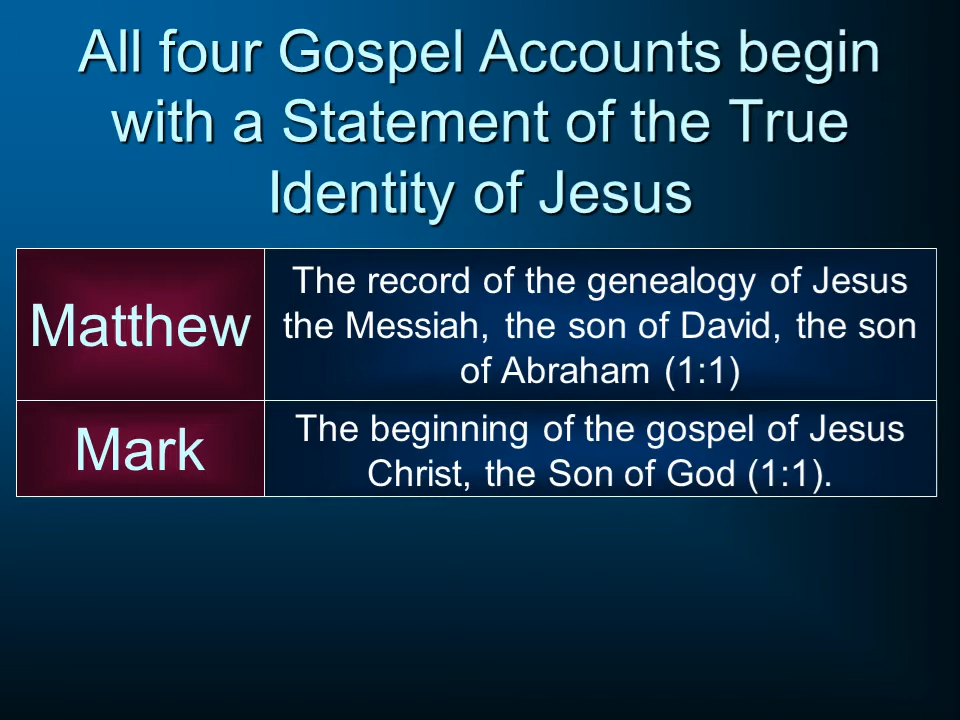 All four Gospel Accounts begin
with a Statement of the True
Identity of Jesus
Matthew
The record of the genealogy of Jesus
the Messiah, the son of David, the son
of Abraham (1:1)
Mark
The beginning of the gospel of Jesus
Christ, the Son of God (1:1).